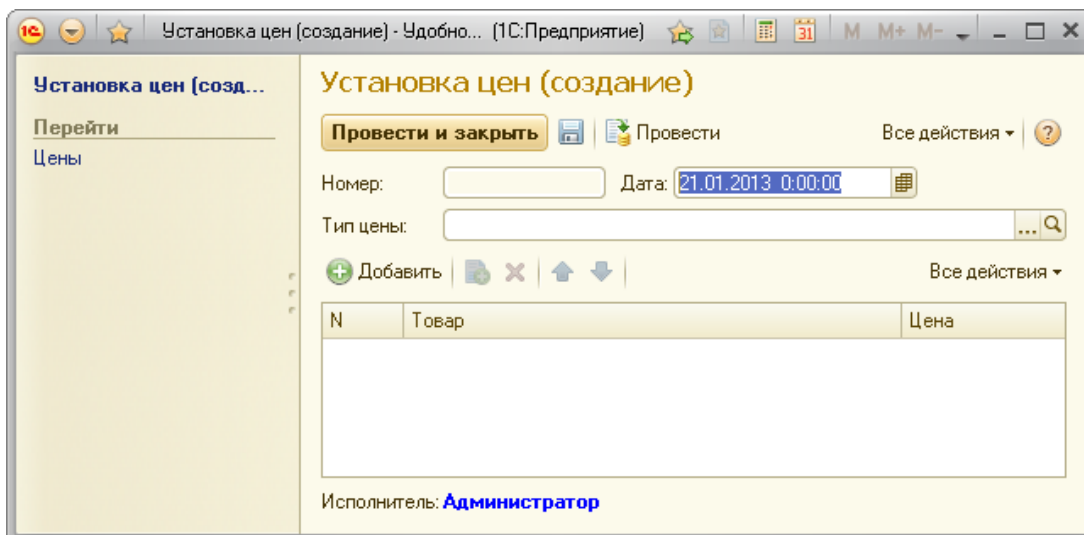 1С Установка цен (создание) - Удобно... (1С:Предприятие) 31 M M+ M-
Установка цен (созд...
Перейти
Цены
Установка цен (создание)
Провести и закрыть Провести Все действия ?
Номер: Дата: 21.01.2013 0:00:00
Тип цены: ...
Добавить Все действия
N Товар Цена
Исполнитель: Администратор